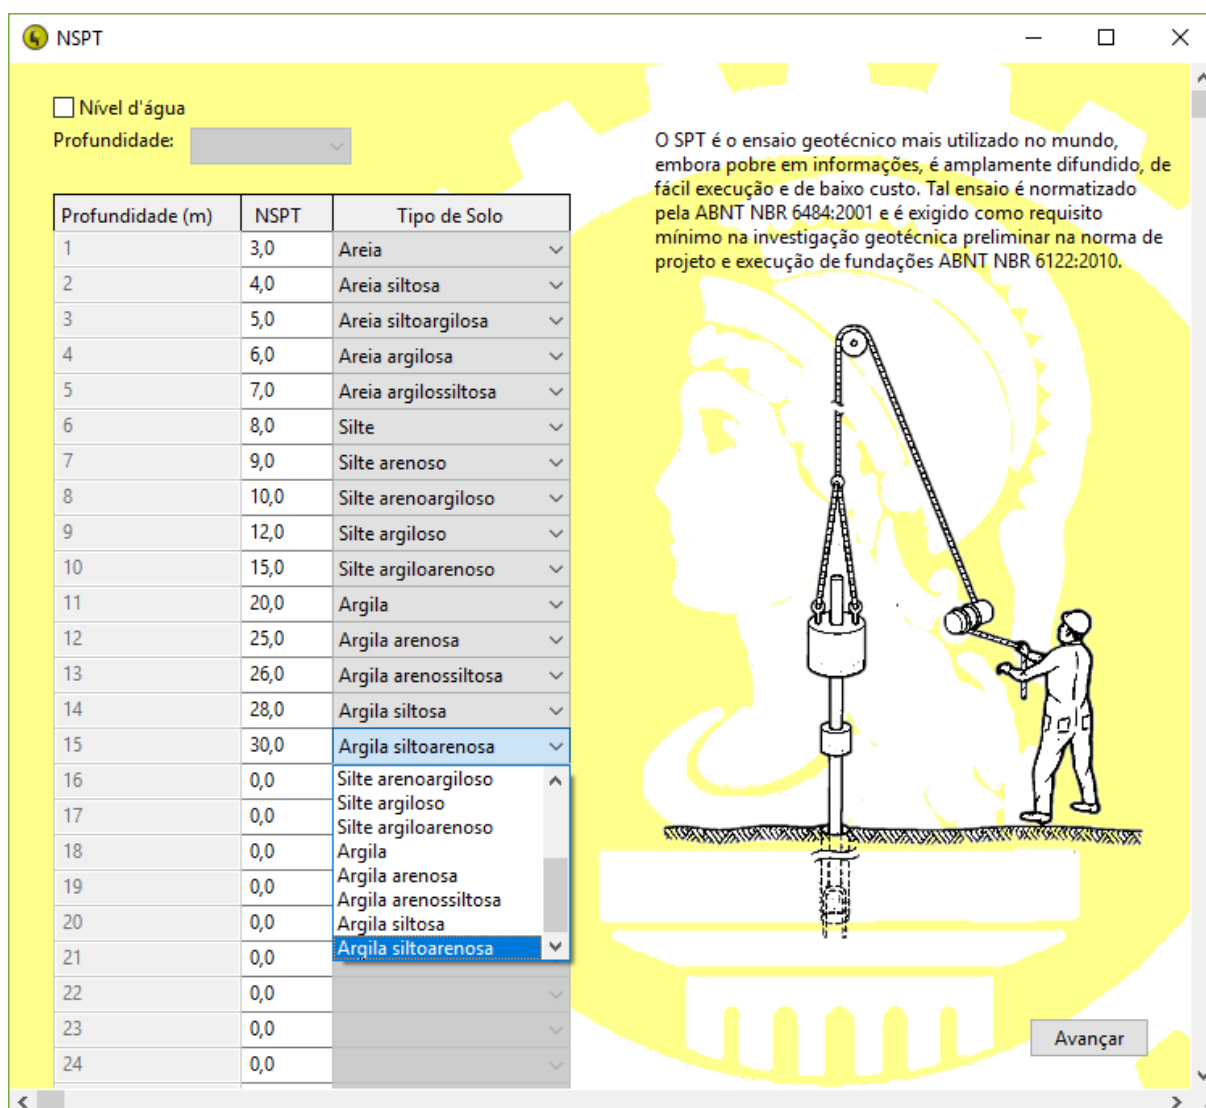 NSPT
Nível d'água
Profundidade:
O SPT é o ensaio geotécnico mais utilizado no mundo,
embora pobre em informações, é amplamente difundido, de
fácil execução e de baixo custo. Tal ensaio é normatizado
pela ABNT NBR 6484:2001 e é exigido como requisito
mínimo na investigação geotécnica preliminar na norma de
projeto e execução de fundações ABNT NBR 6122:2010.
Profundidade (m) NSPT Tipo de Solo
1 3,0 Areia
2 4,0 Areia siltosa
3 5,0 Areia siltoargilosa
4 6,0 Areia argilosa
5 7,0 Areia argilossiltosa
6 8,0 Silte
7 9,0 Silte arenoso
8 10,0 Silte arenoargiloso
9 12,0 Silte argiloso
10 15,0 Silte argiloarenoso
11 20,0 Argila
12 25,0 Argila arenosa
13 26,0 Argila arenossiltosa
14 28,0 Argila siltosa
15 30,0 Argila siltoarenosa
16 0,0
17 0,0
18 0,0
19 0,0
20 0,0
21 0,0
22 0,0
23 0,0
24 0,0
Silte arenoargiloso
Silte argiloso
Silte argiloarenoso
Argila
Argila arenosa
Argila arenossiltosa
Argila siltosa
Argila siltoarenosa
Avançar